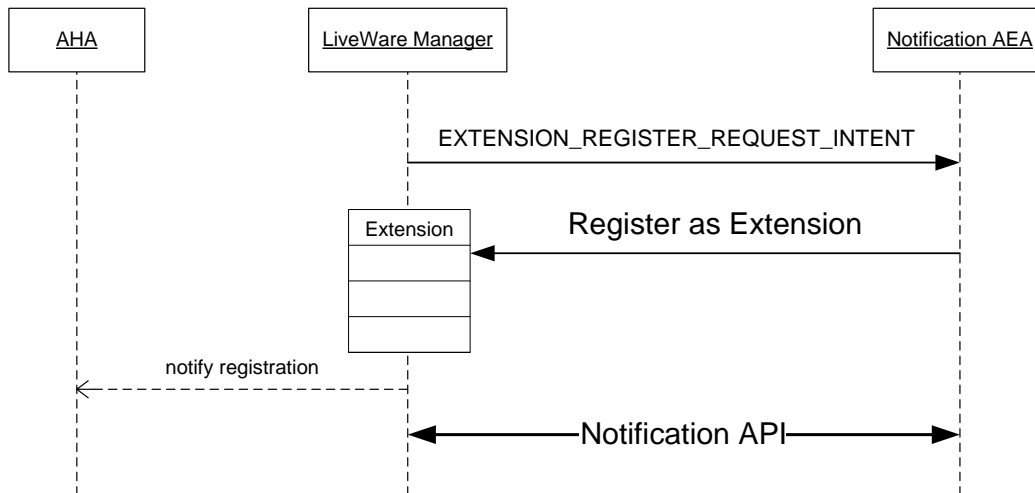 AHA
LiveWare Manager
Notification AEA
EXTENSION_REGISTER_REQUEST_INTENT
Extension
Register as Extension
notify registration
Notification API